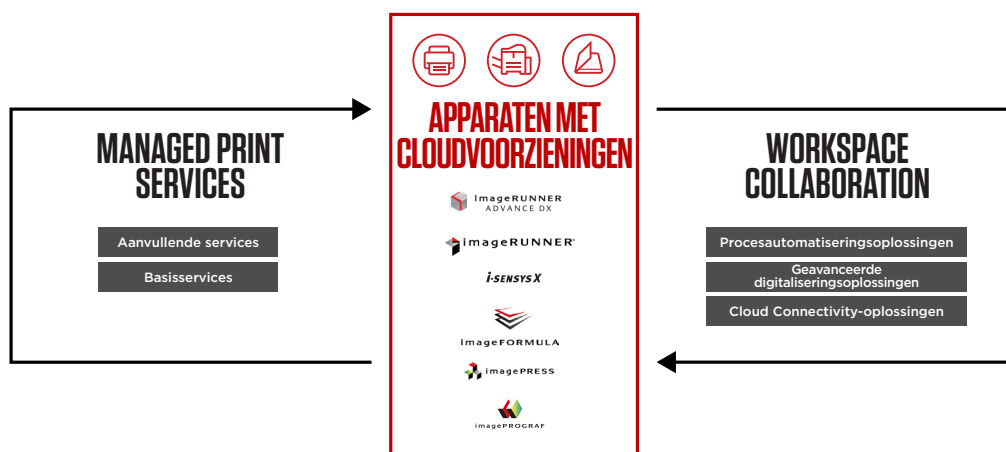 MANAGED PRINT
SERVICES
Aanvullende services
Basisservices
APPARATEN MET
CLOUDVOORZIENINGEN
imageRUNNER
ADVANCE DX
imageRUNNER®
i-SENSYS X
imageFORMULA
imagePRESS
imagePROGRAF
WORKSPACE
COLLABORATION
Procesautomatiseringsoplossingen
Geavanceerde
digitaliseringsoplossingen
Cloud Connectivity-oplossingen